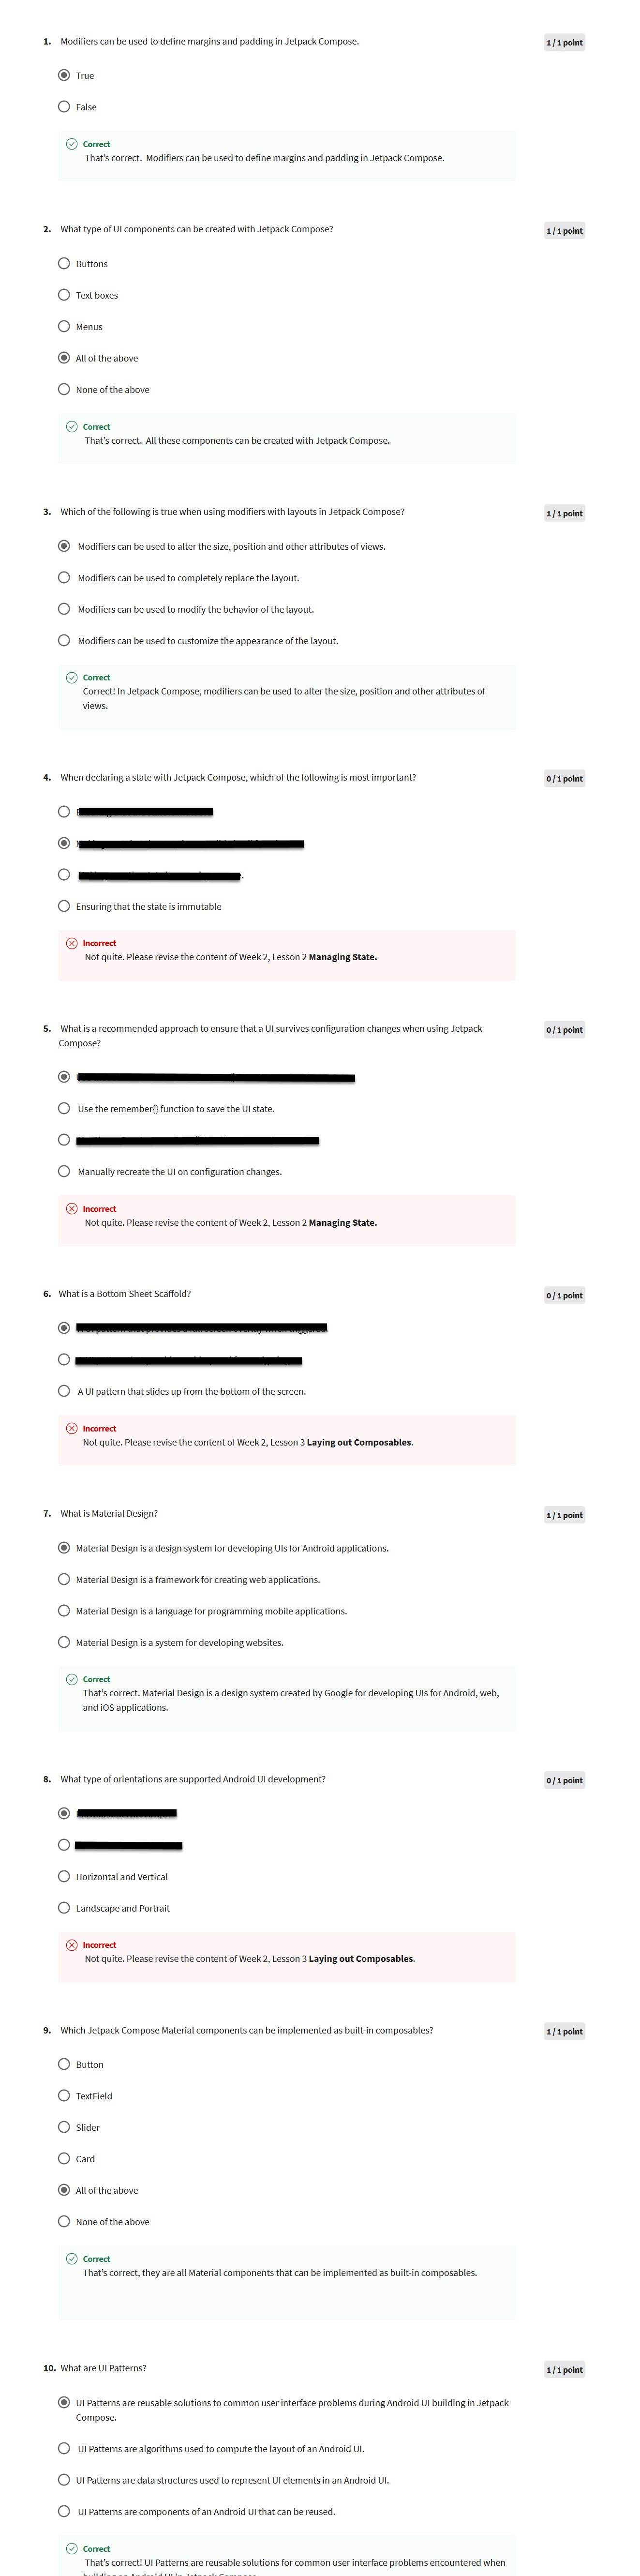 1. Modifiers can be used to define margins and padding in Jetpack Compose.
1 / 1 point
True
False
Correct
That's correct. Modifiers can be used to define margins and padding in Jetpack Compose.
2. What type of UI components can be created with Jetpack Compose?
1 / 1 point
Buttons
Text boxes
Menus
All of the above
None of the above
Correct
That's correct. All these components can be created with Jetpack Compose.
3. Which of the following is true when using modifiers with layouts in Jetpack Compose?
1 / 1 point
Modifiers can be used to alter the size, position and other attributes of views.
Modifiers can be used to completely replace the layout.
Modifiers can be used to modify the behavior of the layout.
Modifiers can be used to customize the appearance of the layout.
Correct
Correct! In Jetpack Compose, modifiers can be used to alter the size, position and other attributes of
views.
4. When declaring a state with Jetpack Compose, which of the following is most important?
0 / 1 point
Ensuring that the state is immutable
Incorrect
Not quite. Please revise the content of Week 2, Lesson 2 Managing State.
5. What is a recommended approach to ensure that a UI survives configuration changes when using Jetpack
Compose?
0 / 1 point
Use the remember{} function to save the UI state.
Manually recreate the UI on configuration changes.
Incorrect
Not quite. Please revise the content of Week 2, Lesson 2 Managing State.
6. What is a Bottom Sheet Scaffold?
0 / 1 point
A UI pattern that slides up from the bottom of the screen.
Incorrect
Not quite. Please revise the content of Week 2, Lesson 3 Laying out Composables.
7. What is Material Design?
1 / 1 point
Material Design is a design system for developing UIs for Android applications.
Material Design is a framework for creating web applications.
Material Design is a language for programming mobile applications.
Material Design is a system for developing websites.
Correct
That's correct. Material Design is a design system created by Google for developing UIs for Android, web,
and iOS applications.
8. What type of orientations are supported Android UI development?
0 / 1 point
Horizontal and Vertical
Landscape and Portrait
Incorrect
Not quite. Please revise the content of Week 2, Lesson 3 Laying out Composables.
9. Which Jetpack Compose Material components can be implemented as built-in composables?
1 / 1 point
Button
TextField
Slider
Card
All of the above
None of the above
Correct
That's correct, they are all Material components that can be implemented as built-in composables.
10. What are UI Patterns?
1 / 1 point
UI Patterns are reusable solutions to common user interface problems during Android UI building in Jetpack
Compose.
UI Patterns are algorithms used to compute the layout of an Android UI.
UI Patterns are data structures used to represent UI elements in an Android UI.
UI Patterns are components of an Android UI that can be reused.
Correct
That's correct! UI Patterns are reusable solutions for common user interface problems encountered when